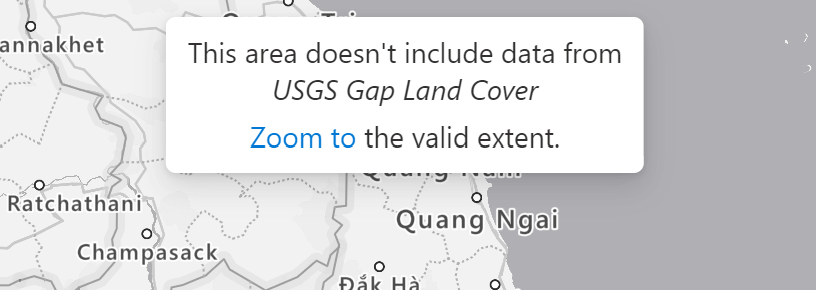 annakhet
This area doesn't include data from
USGS Gap Land Cover
Zoom to the valid extent.
Ratchathani
Quang Ngai
Champasack
Đắk Hà